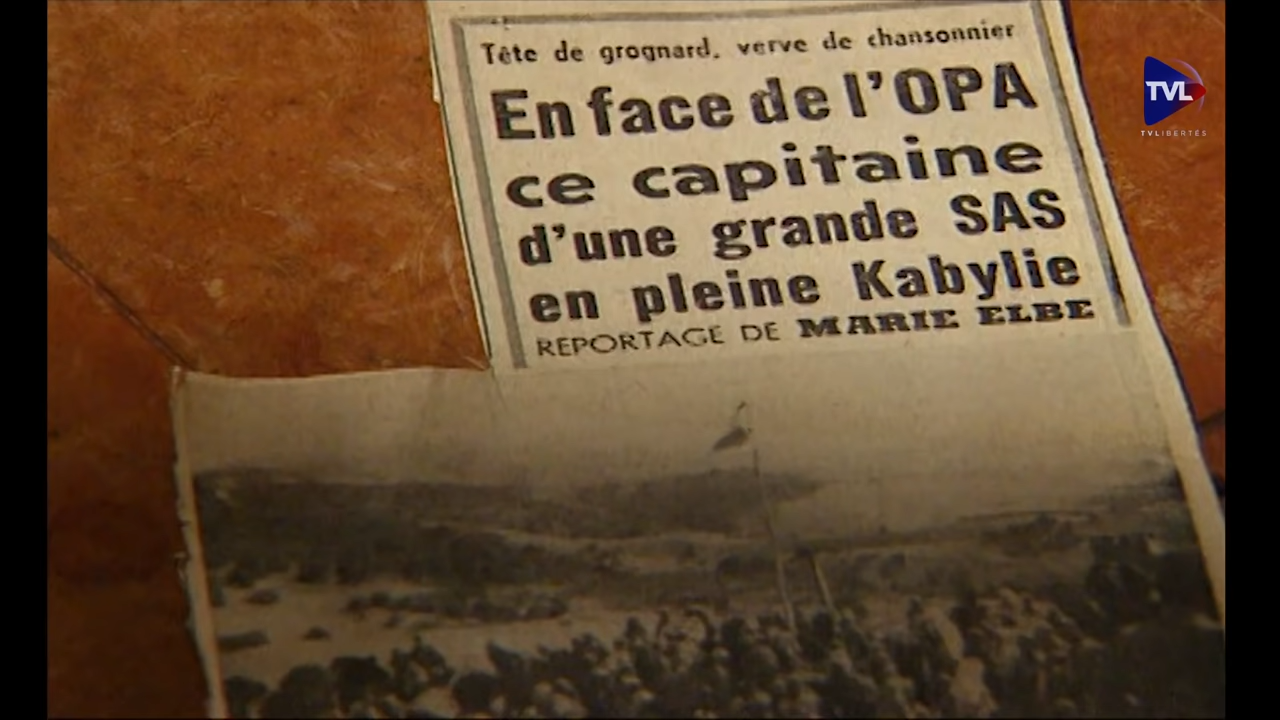 Tête de grognard, verve de chansonnier
En face de l'OPA
ce capitaine
d'une grande SAS
en pleine Kabylie
REPORTAGE DE MARIE ELBE
TVL
TVLIBERTÉS